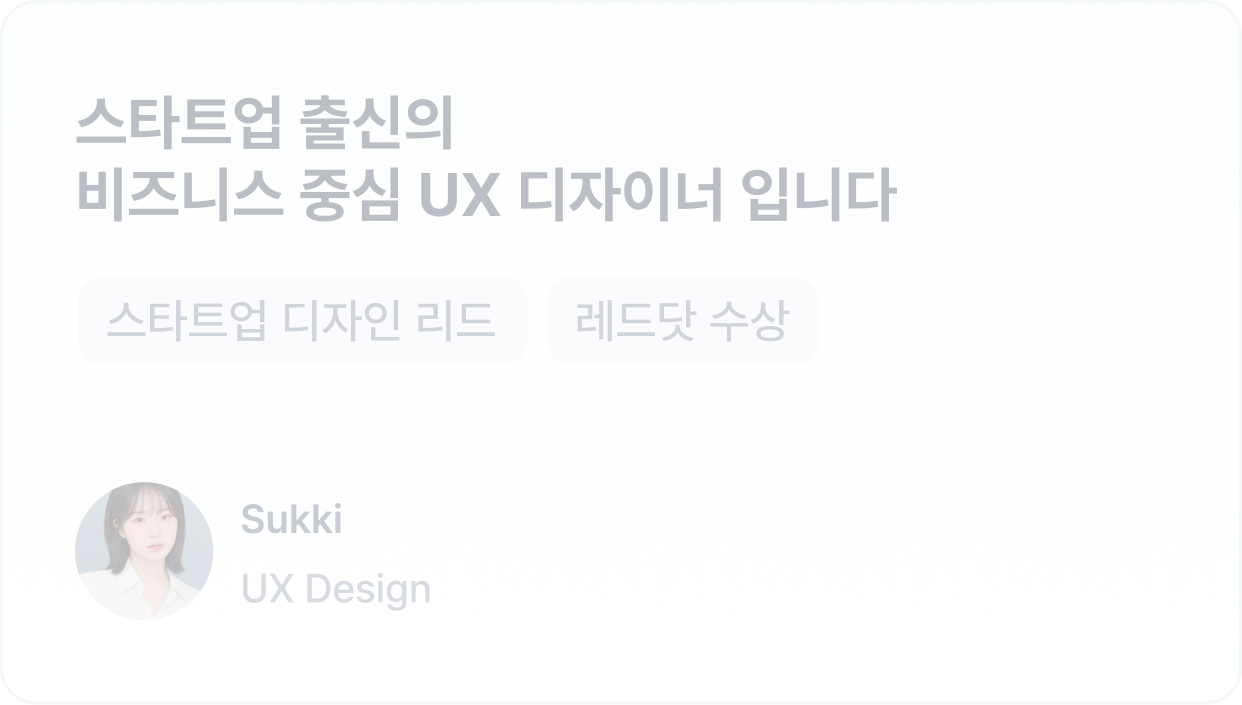 스타트업 출신의
비즈니스 중심 UX 디자이너 입니다
스타트업 디자인 리드
레드닷 수상
Sukki
UX Design